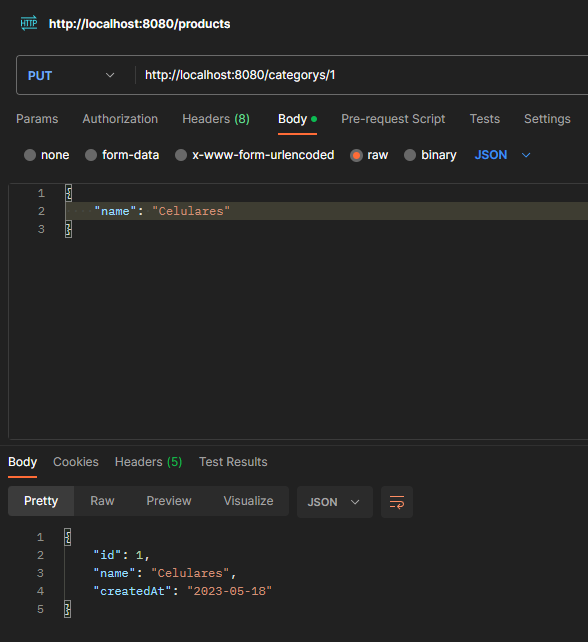 HTTP http://localhost:8080/products
PUT http://localhost:8080/categorys/1
Params Authorization Headers (8) Body Pre-request Script Tests Settings
none form-data x-www-form-urlencoded raw binary JSON
1 {
2 "name": "Celulares"
3 }
Body Cookies Headers (5) Test Results
Pretty Raw Preview Visualize JSON
1 {
2 "id": 1,
3 "name": "Celulares",
4 "createdAt": "2023-05-18"
5 }